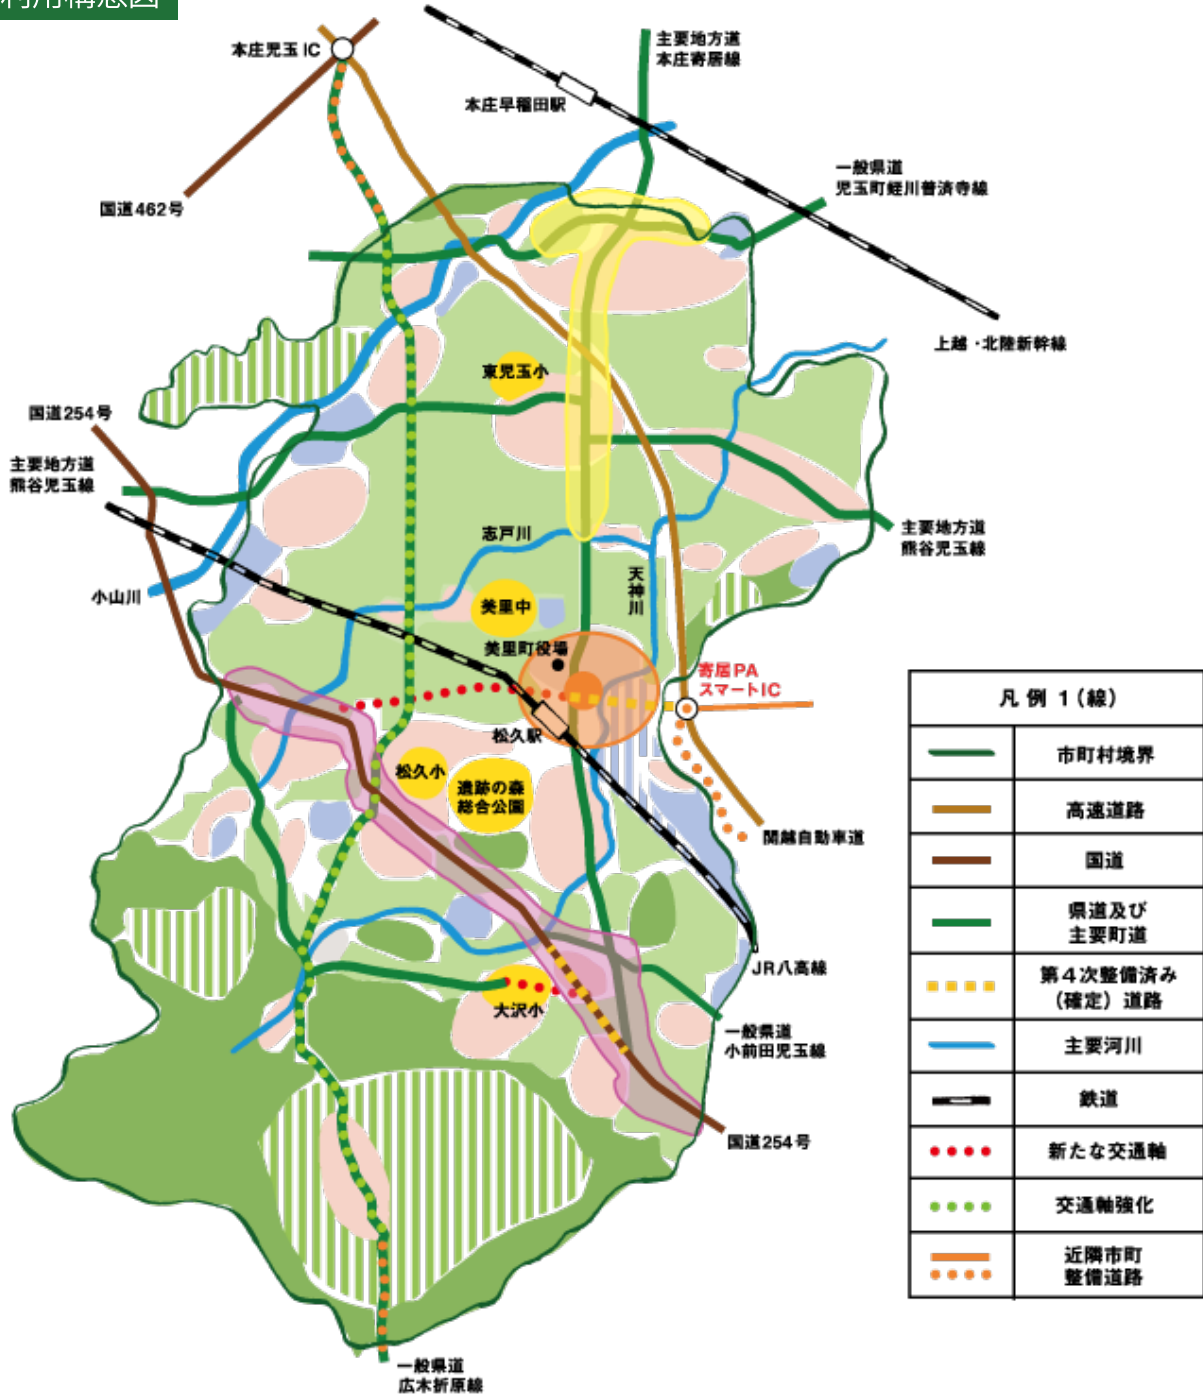 利用構想図
本庄児玉IC
主要地方道
本庄寄居線
本庄早稲田駅
一般県道
児玉町蛭川普済寺線
国道462号
上越・北陸新幹線
東児玉小
国道254号
主要地方道
熊谷児玉線
主要地方道
熊谷児玉線
志戸川
天神川
小山川
美里中
美里町役場
寄居PA
スマートIC
松久駅
松久小
遺跡の森
総合公園
関越自動車道
JR八高線
大沢小
一般県道
小前田児玉線
国道254号
一般県道
広木折原線
凡例 1(線)
市町村境界
高速道路
国道
県道及び
主要町道
第4次整備済み
(確定)道路
主要河川
鉄道
新たな交通軸
交通軸強化
近隣市町
整備道路